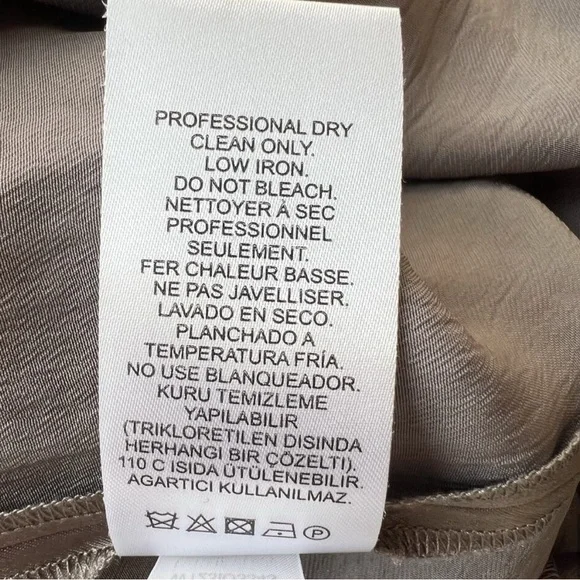 PROFESSIONAL DRY
CLEAN ONLY.
LOW IRON.
DO NOT BLEACH.
NETTOYER À SEC
PROFESSIONNEL
SEULEMENT.
FER CHALEUR BASSE.
NE PAS JAVELLISER.
LAVADO EN SECO.
PLANCHADO A
TEMPERATURA FRÍA.
NO USE BLANQUEADOR.
KURU TEMIZLEME
YAPILABILIR
(TRIKLORETILEN DISINDA
HERHANGI BIR ÇÖZELTI).
110 C ISIDA ÜTÜLENEBILIR.
AGARTICI KULLANILMAZ.
P